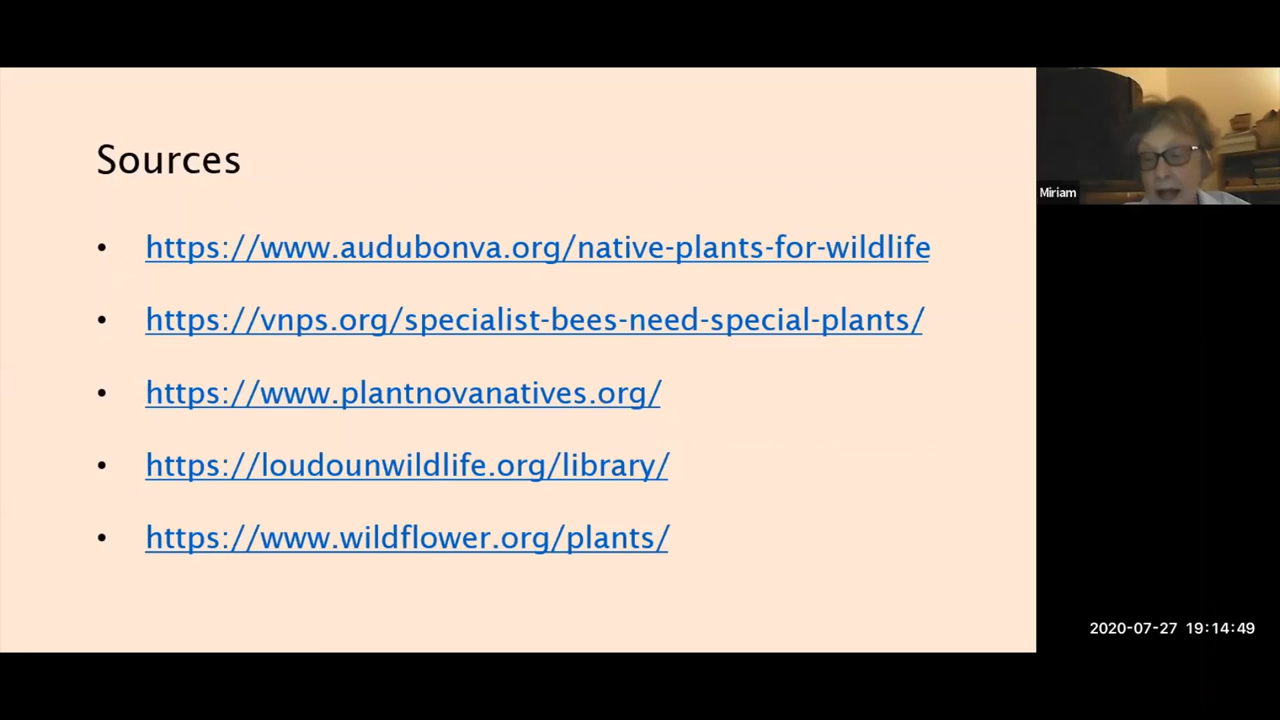 Sources
• https://www.audubonva.org/native-plants-for-wildlife
• https://vnps.org/specialist-bees-need-special-plants/
• https://www.plantnovanatives.org/
• https://loudounwildlife.org/library/
• https://www.wildflower.org/plants/
Miriam
2020-07-27 19:14:49